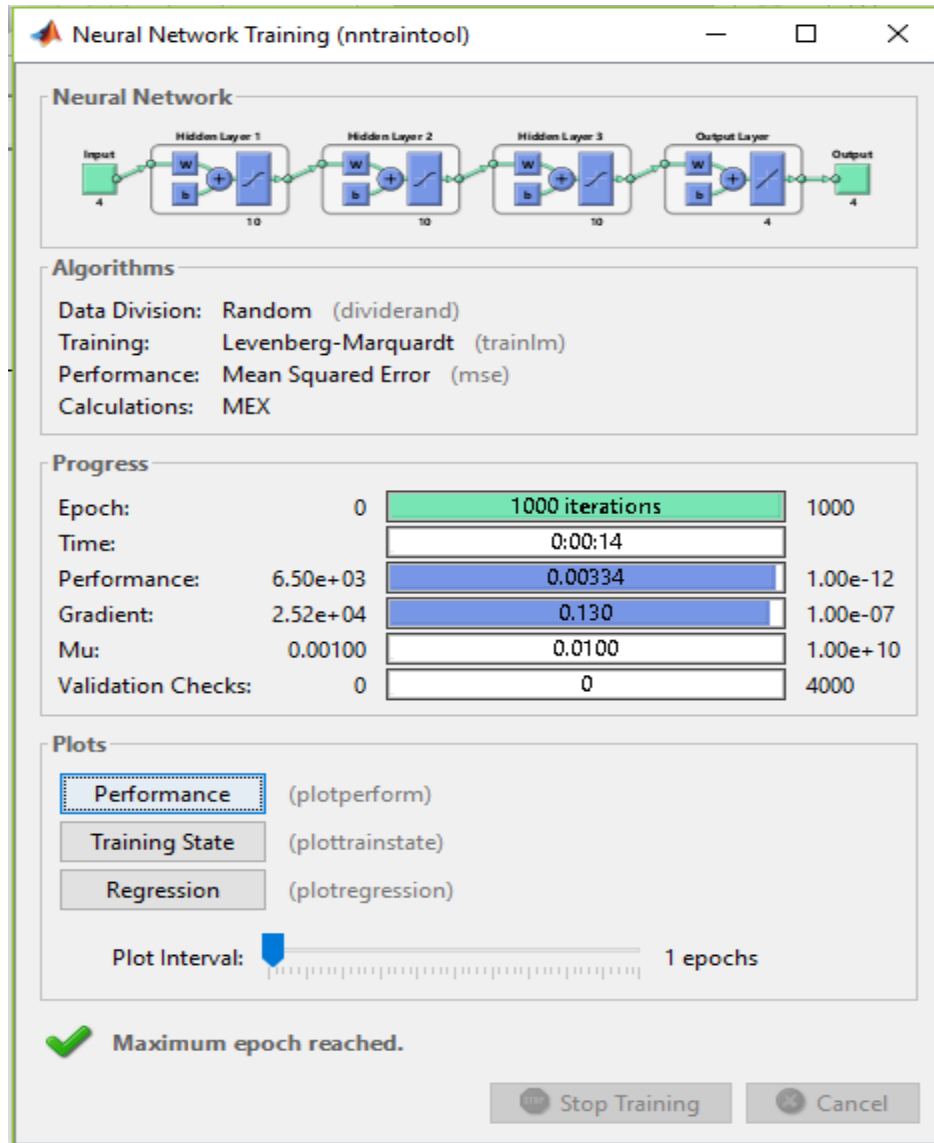 Neural Network Training (nntraintool)
Neural Network
Hidden Layer 1 Hidden Layer 2 Hidden Layer 3 Output Layer
Input Output
W W W W
b b b b
4 10 10 10 4 4
Algorithms
Data Division: Random (dividerand)
Training: Levenberg-Marquardt (trainlm)
Performance: Mean Squared Error (mse)
Calculations: MEX
Progress
Epoch: 0 1000 iterations 1000
Time: 0:00:14
Performance: 6.50e+03 0.00334 1.00e-12
Gradient: 2.52e+04 0.130 1.00e-07
Mu: 0.00100 0.0100 1.00e+10
Validation Checks: 0 0 4000
Plots
Performance (plotperform)
Training State (plottrainstate)
Regression (plotregression)
Plot Interval: 1 epochs
Maximum epoch reached.
STOP Stop Training Cancel